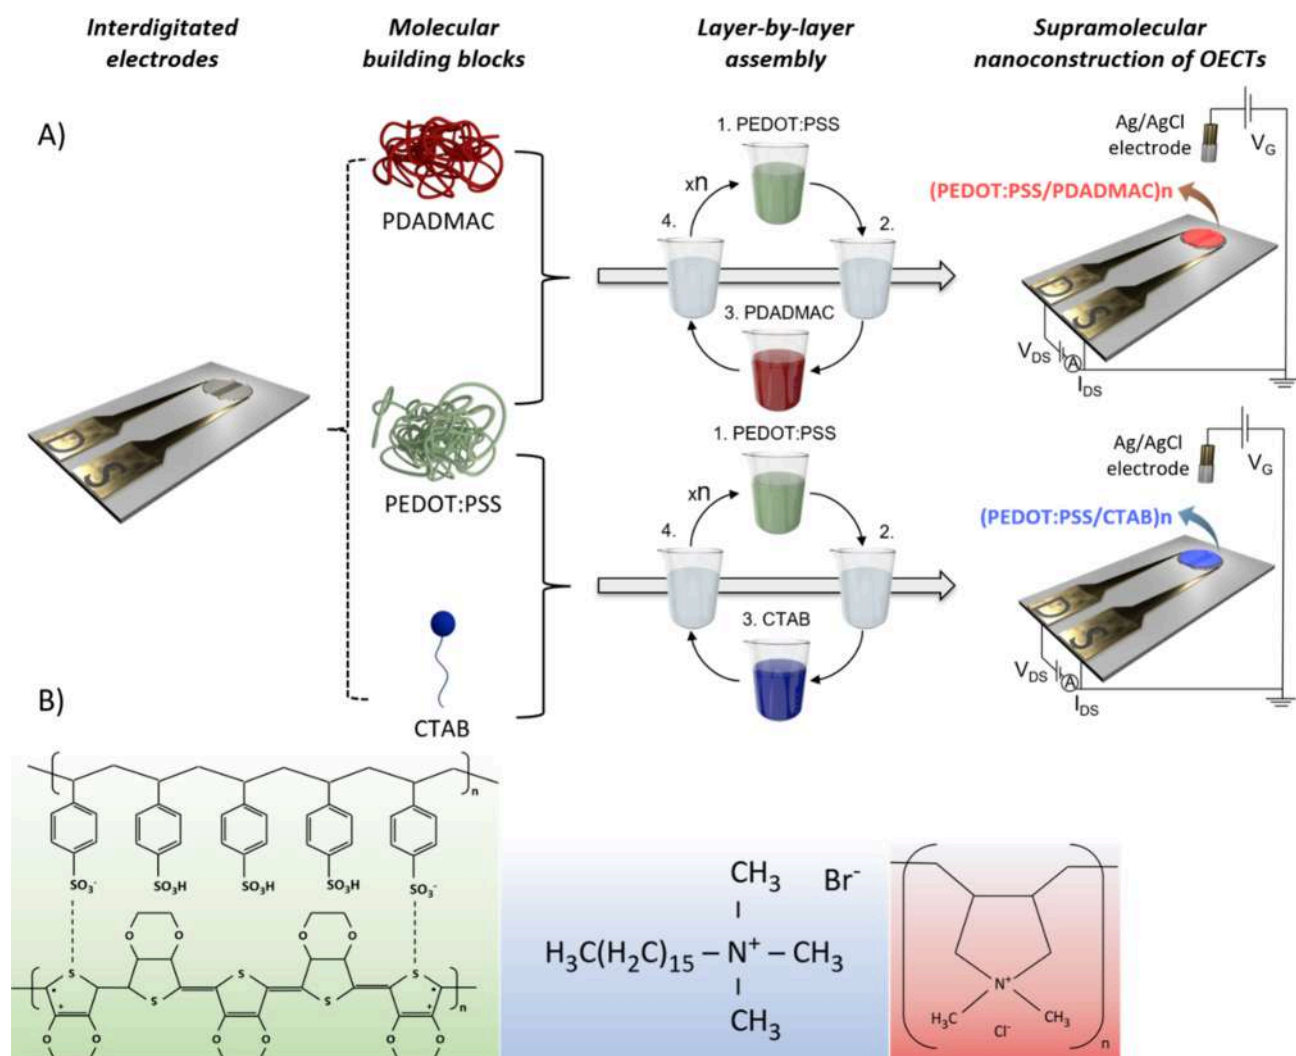 Interdigitated
electrodes
Molecular
building blocks
Layer-by-layer
assembly
Supramolecular
nanoconstruction of OECTs
A)
PDADMAC
PEDOT:PSS
CTAB
D
S
1. PEDOT:PSS
xn
4.
2.
3. PDADMAC
1. PEDOT:PSS
xn
4.
2.
3. CTAB
Ag/AgCl
electrode
V_G
(PEDOT:PSS/PDADMAC)n
D
S
V_DS
A
I_DS
Ag/AgCl
electrode
V_G
(PEDOT:PSS/CTAB)n
D
S
V_DS
A
I_DS
B)
n
SO₃⁻ SO₃H SO₃H SO₃H SO₃⁻
O O O O
S S S
S S
n
O O O O O O
CH₃ Br⁻
H₃C(H₂C)₁₅ – N⁺ – CH₃
CH₃
N⁺
H₃C CH₃
Cl⁻
n